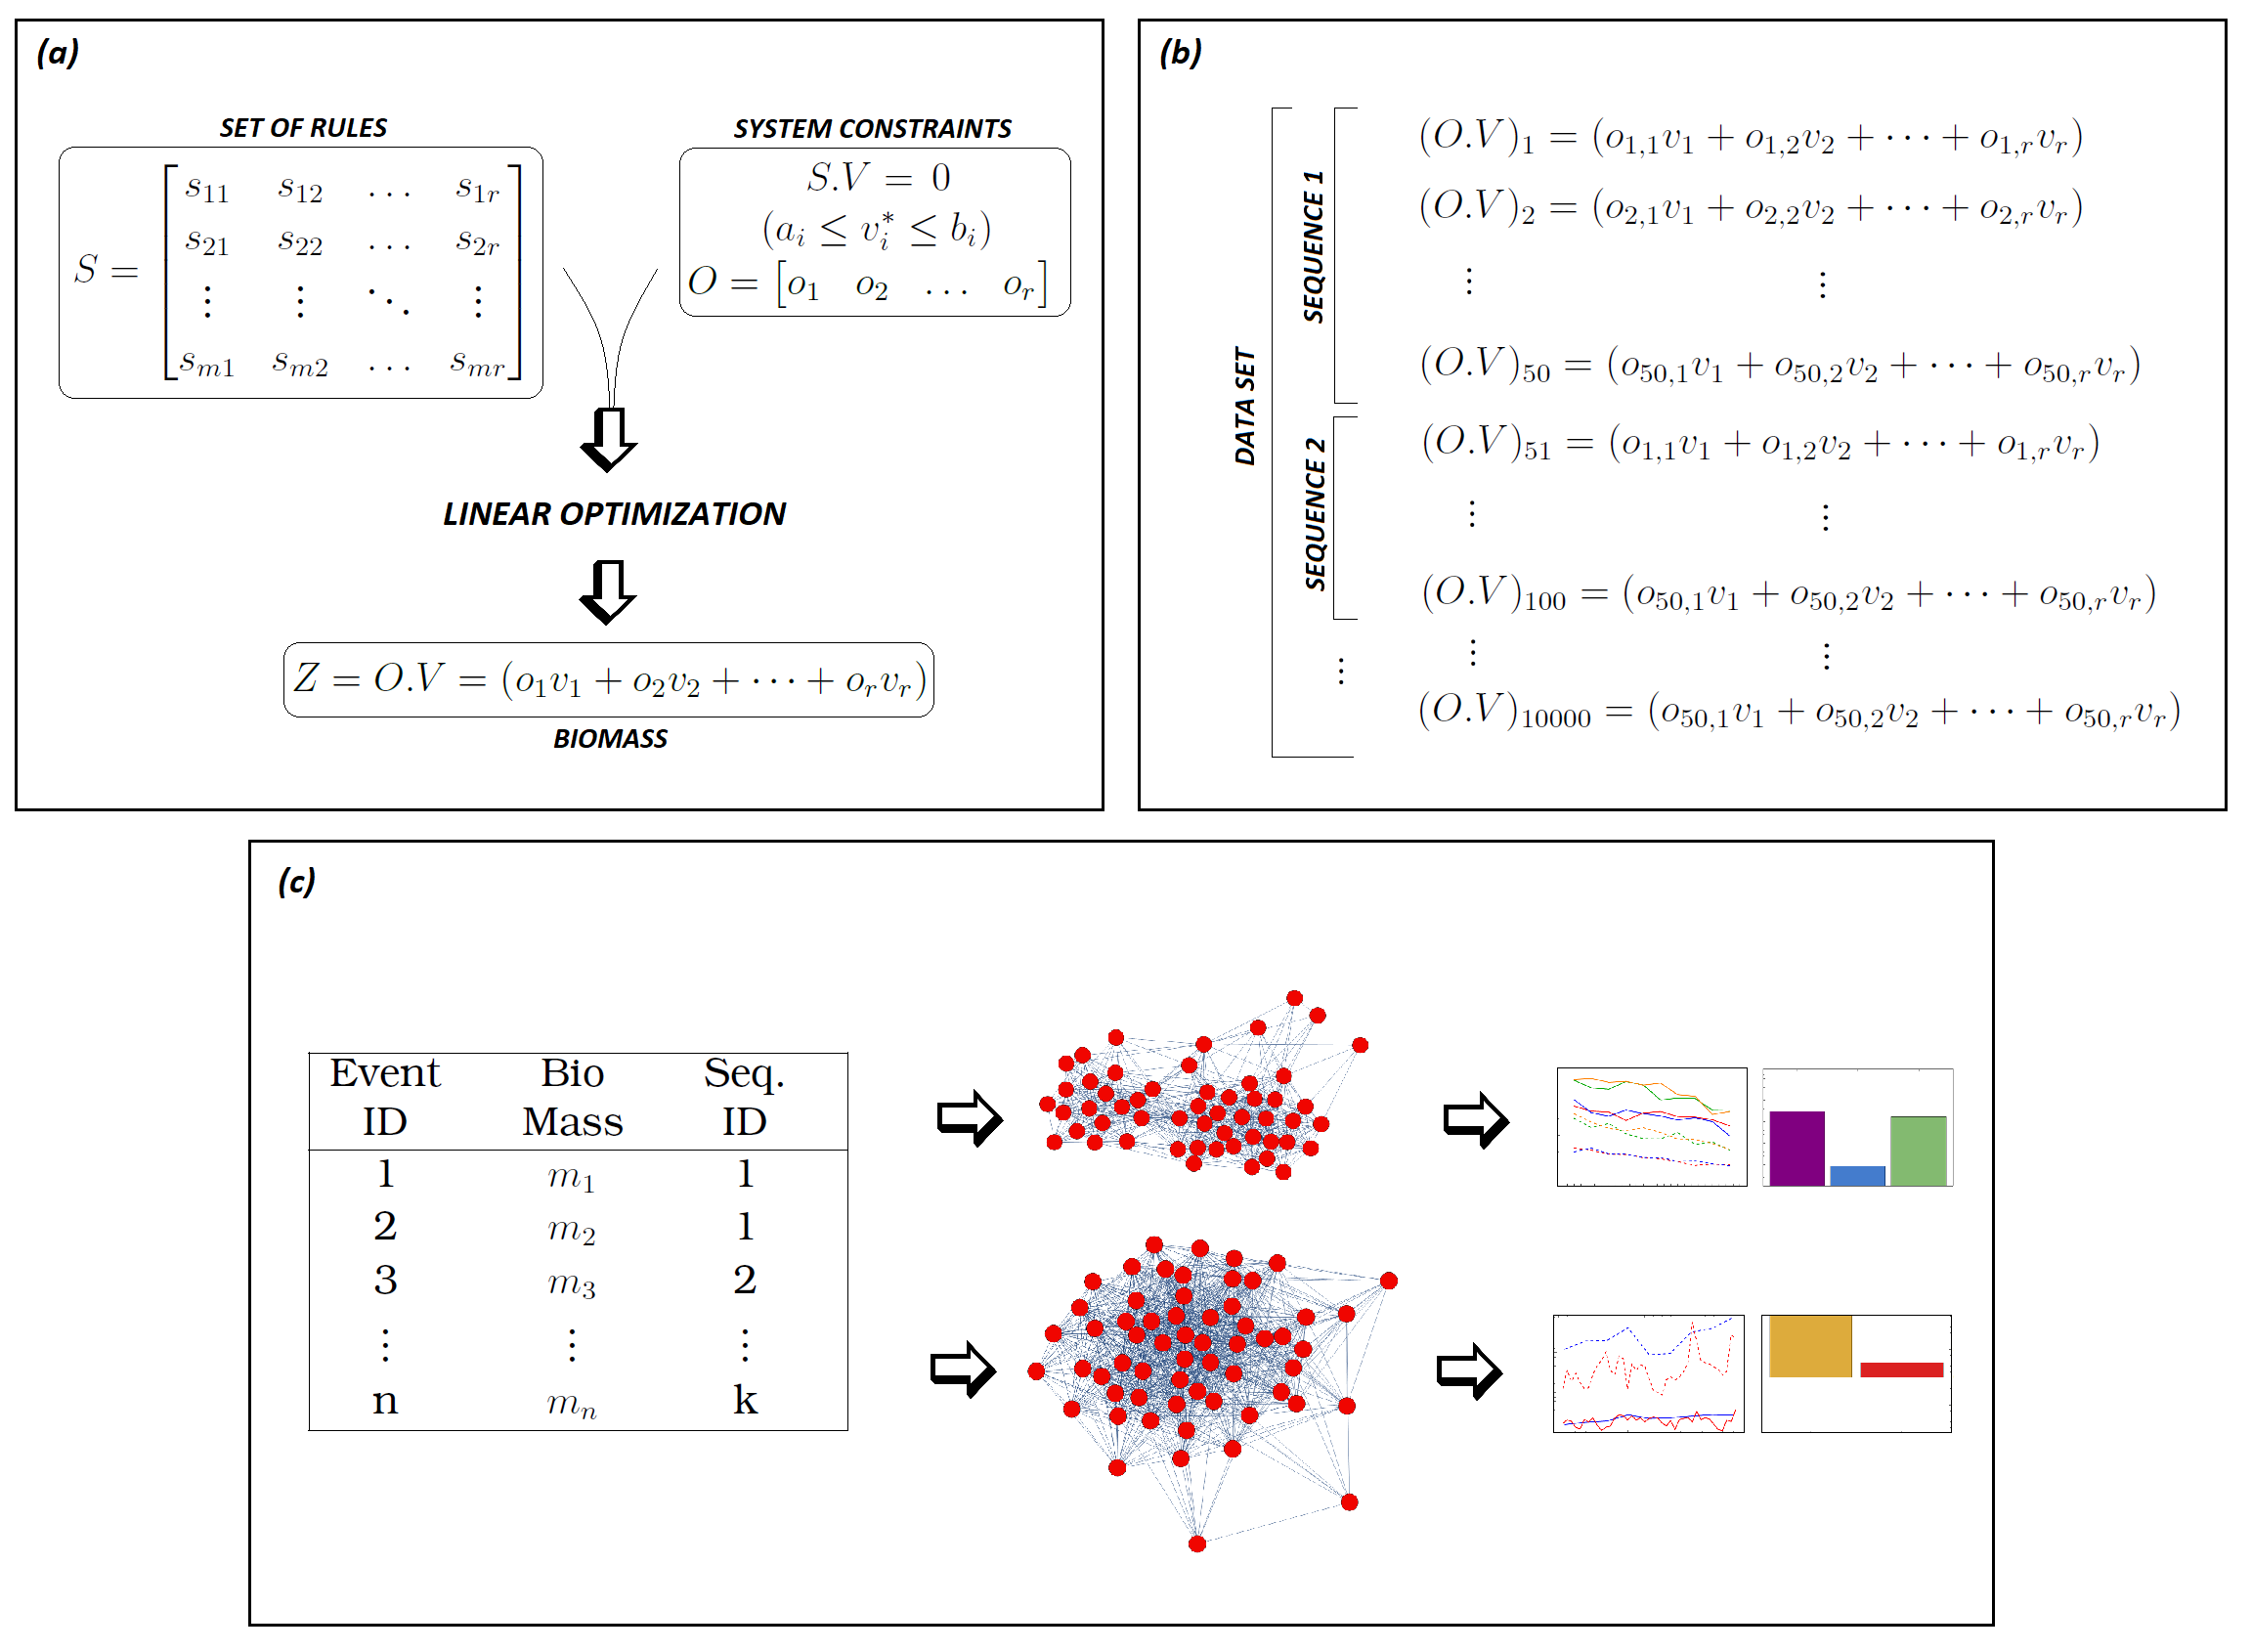 (a)
SET OF RULES
S = [s₁₁ s₁₂ … s₁ᵣ
s₂₁ s₂₂ … s₂ᵣ
⋮ ⋮ ⋱ ⋮
sₘ₁ sₘ₂ … sₘᵣ]
SYSTEM CONSTRAINTS
S.V = 0
(aᵢ ≤ vᵢ* ≤ bᵢ)
O = [o₁ o₂ … oᵣ]
LINEAR OPTIMIZATION
Z = O.V = (o₁v₁ + o₂v₂ + ⋯ + oᵣvᵣ)
BIOMASS
(b)
DATA SET
SEQUENCE 1
(O.V)₁ = (o₁,₁v₁ + o₁,₂v₂ + ⋯ + o₁,ᵣvᵣ)
(O.V)₂ = (o₂,₁v₁ + o₂,₂v₂ + ⋯ + o₂,ᵣvᵣ)
⋮ ⋮
(O.V)₅₀ = (o₅₀,₁v₁ + o₅₀,₂v₂ + ⋯ + o₅₀,ᵣvᵣ)
SEQUENCE 2
(O.V)₅₁ = (o₁,₁v₁ + o₁,₂v₂ + ⋯ + o₁,ᵣvᵣ)
⋮ ⋮
(O.V)₁₀₀ = (o₅₀,₁v₁ + o₅₀,₂v₂ + ⋯ + o₅₀,ᵣvᵣ)
⋮ ⋮ ⋮
(O.V)₁₀₀₀₀ = (o₅₀,₁v₁ + o₅₀,₂v₂ + ⋯ + o₅₀,ᵣvᵣ)
(c)
Event Bio Seq.
ID Mass ID
1 m₁ 1
2 m₂ 1
3 m₃ 2
⋮ ⋮ ⋮
n mₙ k